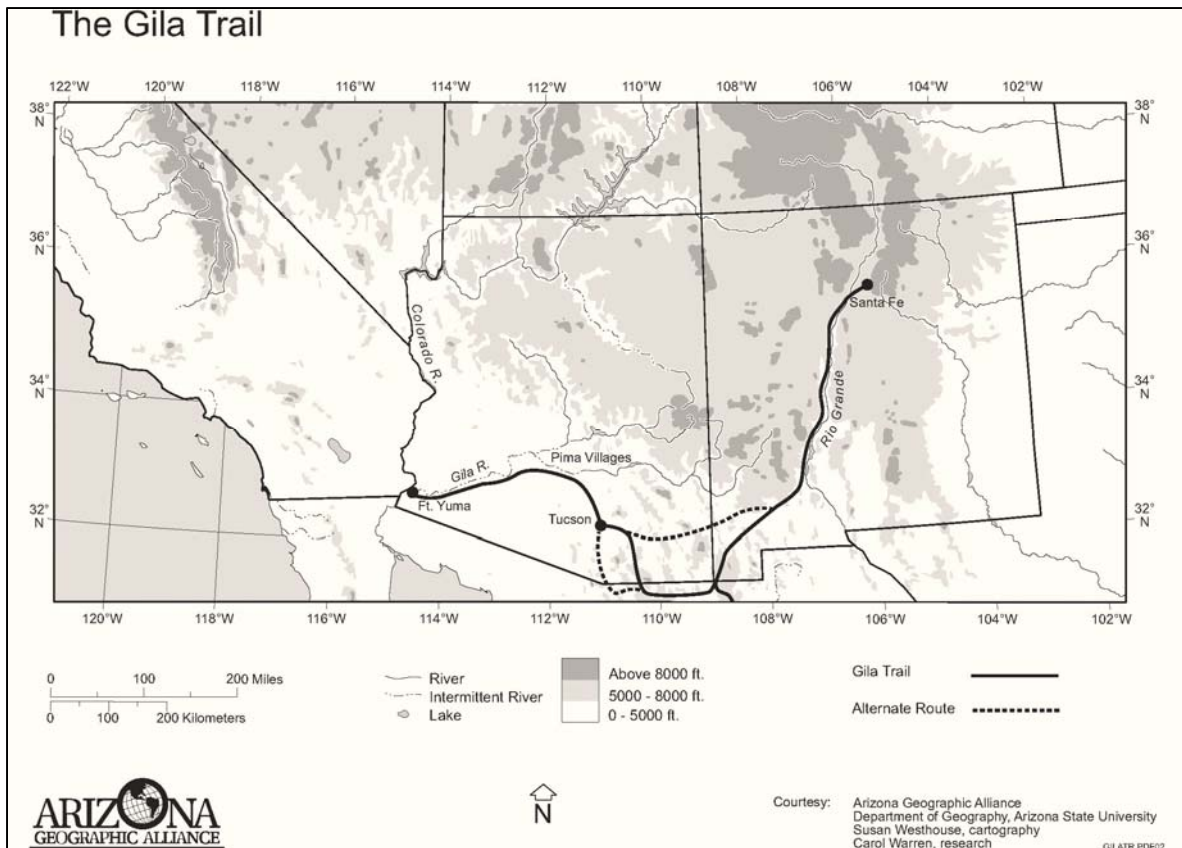 The Gila Trail
122°W 120°W 118°W 116°W 114°W 112°W 110°W 108°W 106°W 105°W 102°W
38°
N
38°
N
36°
N
36°
N
34°
N
34°
N
32°
N
32°
N
Colorado R.
Santa Fe
Rio Grande
Pima Villages
Gila R.
Ft. Yuma
Tucson
120°W 118°W 116°W 114°W 112°W 110°W 108°W 106°W 104°W 102°W
0 100 200 Miles
0 100 200 Kilometers
River
Intermittent River
Lake
Above 8000 ft.
5000 - 8000 ft.
0 - 5000 ft.
Gila Trail
Alternate Route
ARIZONA
GEOGRAPHIC ALLIANCE
N
Courtesy: Arizona Geographic Alliance
Department of Geography, Arizona State University
Susan Westhouse, cartography
Carol Warren, research
GILATR.PDF02